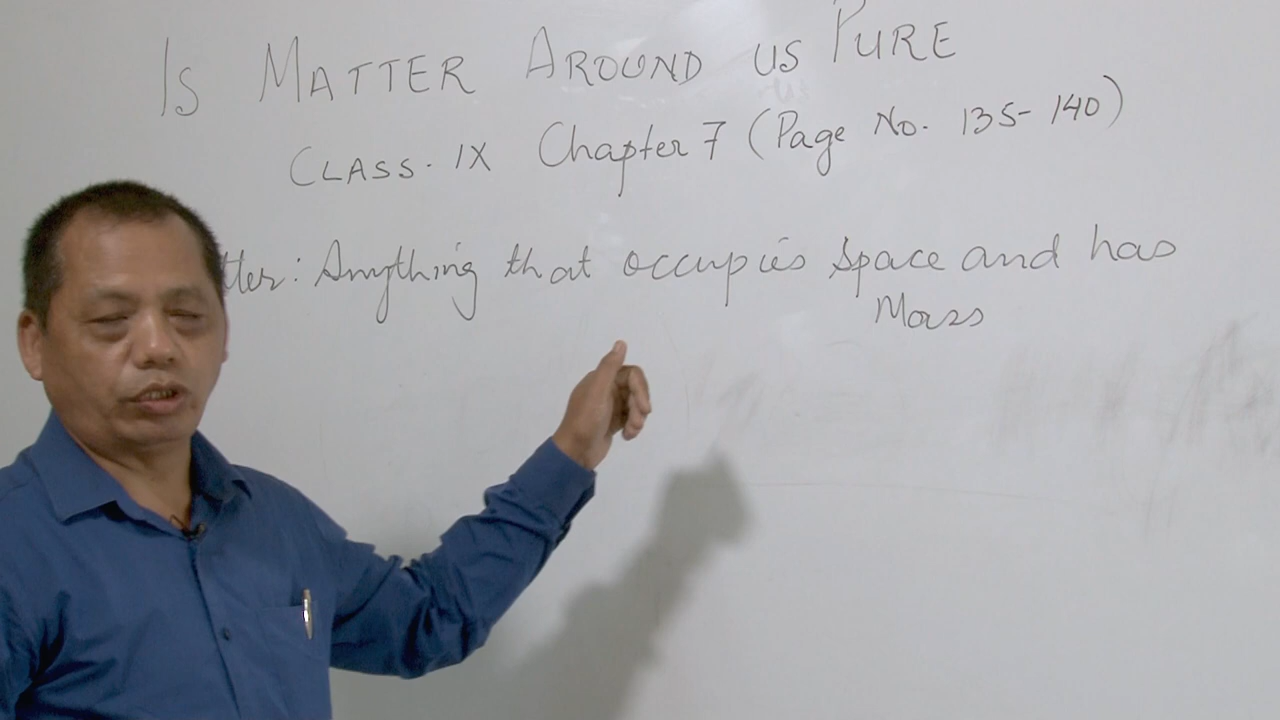 IS MATTER AROUND US PURE
CLASS. IX Chapter 7 (Page No. 135-140)
tter: Anything that occupies space and has
Mass